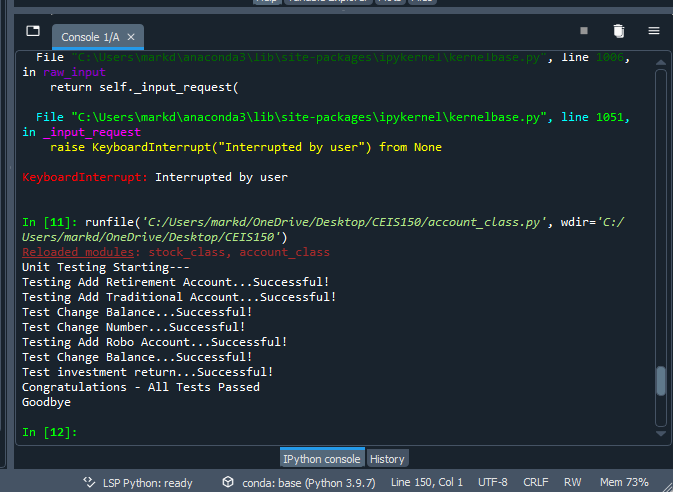 Help Variable Explorer Plots Files
Console 1/A ×
File "C:\Users\markd\anaconda3\lib\site-packages\ipykernel\kernelbase.py", line 1006,
in raw_input
return self._input_request(
File "C:\Users\markd\anaconda3\lib\site-packages\ipykernel\kernelbase.py", line 1051,
in _input_request
raise KeyboardInterrupt("Interrupted by user") from None
KeyboardInterrupt: Interrupted by user
In [11]: runfile('C:/Users/markd/OneDrive/Desktop/CEIS150/account_class.py', wdir='C:/
Users/markd/OneDrive/Desktop/CEIS150')
Reloaded modules: stock_class, account_class
Unit Testing Starting---
Testing Add Retirement Account...Successful!
Testing Add Traditional Account...Successful!
Test Change Balance...Successful!
Test Change Number...Successful!
Testing Add Robo Account...Successful!
Test Change Balance...Successful!
Test investment return...Successful!
Congratulations - All Tests Passed
Goodbye
In [12]:
IPython console History
LSP Python: ready conda: base (Python 3.9.7) Line 150, Col 1 UTF-8 CRLF RW Mem 73%